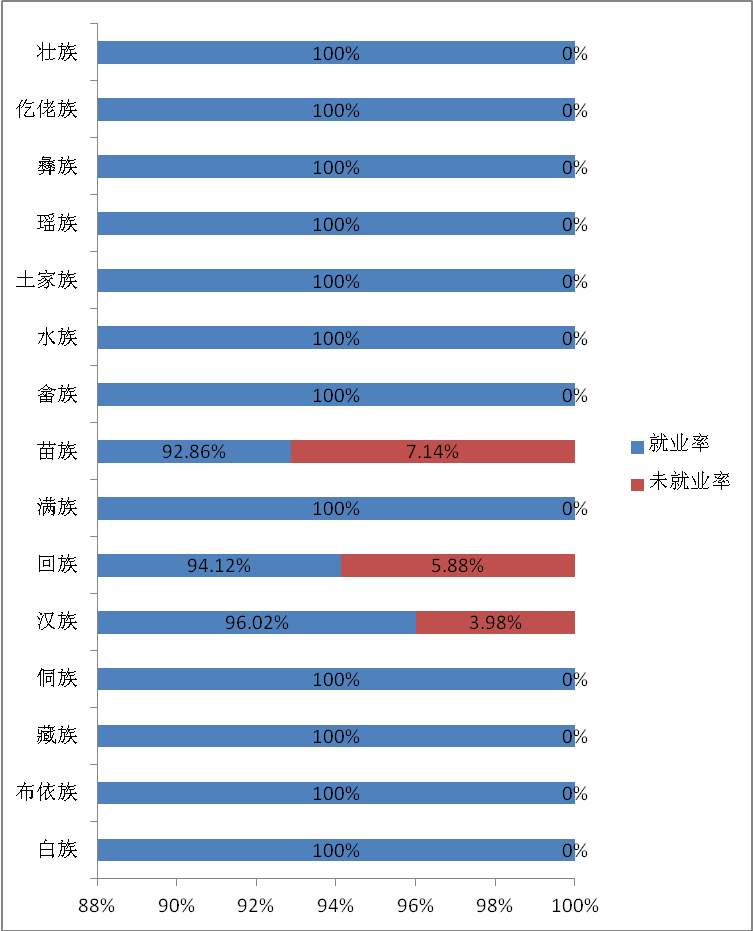 壮族 100% 0%
仡佬族 100% 0%
彝族 100% 0%
瑶族 100% 0%
土家族 100% 0%
水族 100% 0%
畲族 100% 0%
苗族 92.86% 7.14%
满族 100% 0%
回族 94.12% 5.88%
汉族 96.02% 3.98%
侗族 100% 0%
藏族 100% 0%
布依族 100% 0%
白族 100% 0%
88% 90% 92% 94% 96% 98% 100%
就业率
未就业率